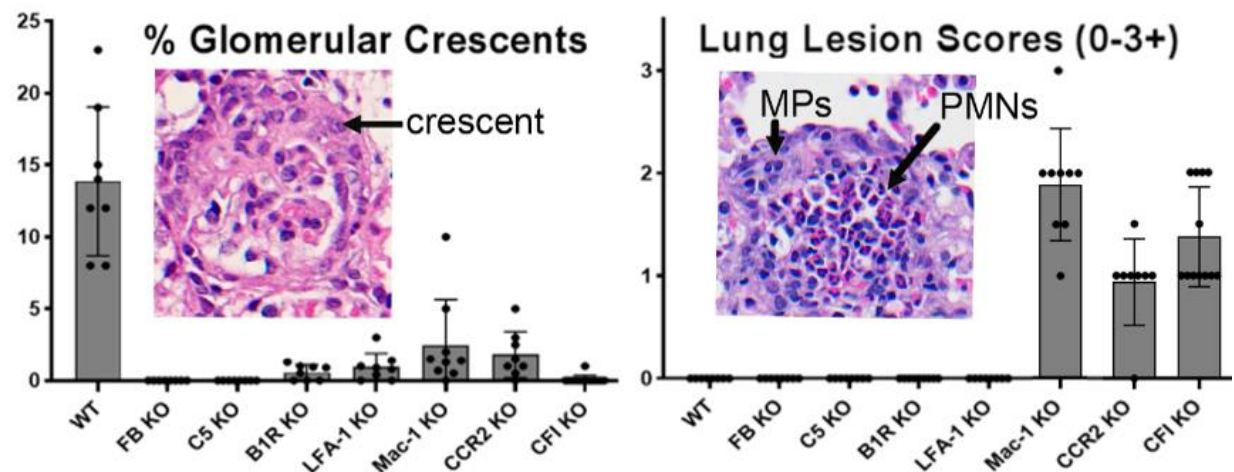 % Glomerular Crescents
crescent
25
20
15
10
5
0
WT
FB KO
C5 KO
B1R KO
LFA-1 KO
Mac-1 KO
CCR2 KO
CFI KO
Lung Lesion Scores (0-3+)
MPs
PMNs
3
2
1
0
WT
FB KO
C5 KO
B1R KO
LFA-1 KO
Mac-1 KO
CCR2 KO
CFI KO